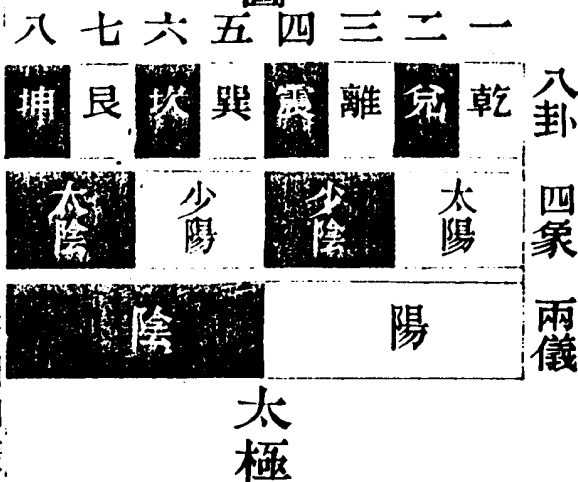 一 二 三 四 五 六 七 八
八卦 乾 兌 離 震 巽 坎 艮 坤
四象 太陽 少陰 少陽 太陰
兩儀 陽 陰
太極